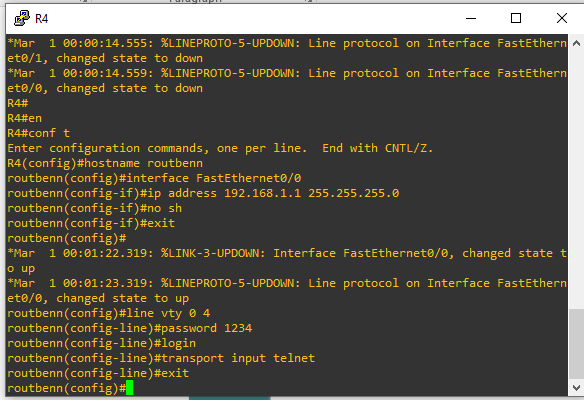 R4
*Mar  1 00:00:14.555: %LINEPROTO-5-UPDOWN: Line protocol on Interface FastEthern
et0/1, changed state to down
*Mar  1 00:00:14.559: %LINEPROTO-5-UPDOWN: Line protocol on Interface FastEthern
et0/0, changed state to down
R4#
R4#en
R4#conf t
Enter configuration commands, one per line.  End with CNTL/Z.
R4(config)#hostname routbenn
routbenn(config)#interface FastEthernet0/0
routbenn(config-if)#ip address 192.168.1.1 255.255.255.0
routbenn(config-if)#no sh
routbenn(config-if)#exit
routbenn(config)#
*Mar  1 00:01:22.319: %LINK-3-UPDOWN: Interface FastEthernet0/0, changed state t
o up
*Mar  1 00:01:23.319: %LINEPROTO-5-UPDOWN: Line protocol on Interface FastEthern
et0/0, changed state to up
routbenn(config)#line vty 0 4
routbenn(config-line)#password 1234
routbenn(config-line)#login
routbenn(config-line)#transport input telnet
routbenn(config-line)#exit
routbenn(config)#